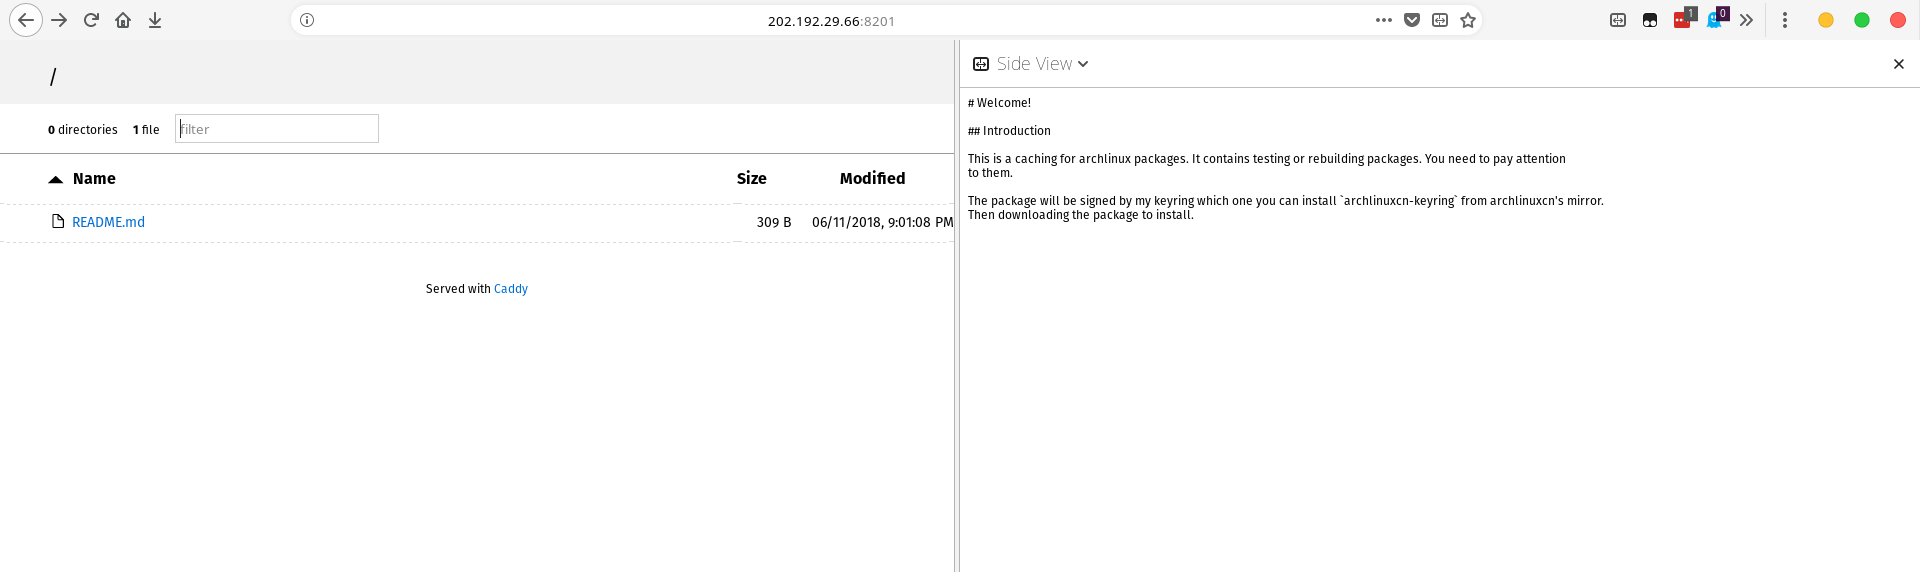 202.192.29.66:8201
1
0
/
0 directories 1 file filter
Name Size Modified
README.md 309 B 06/11/2018, 9:01:08 PM
Served with Caddy
Side View
# Welcome!
## Introduction
This is a caching for archlinux packages. It contains testing or rebuilding packages. You need to pay attention
to them.
The package will be signed by my keyring which one you can install `archlinuxcn-keyring` from archlinuxcn's mirror.
Then downloading the package to install.